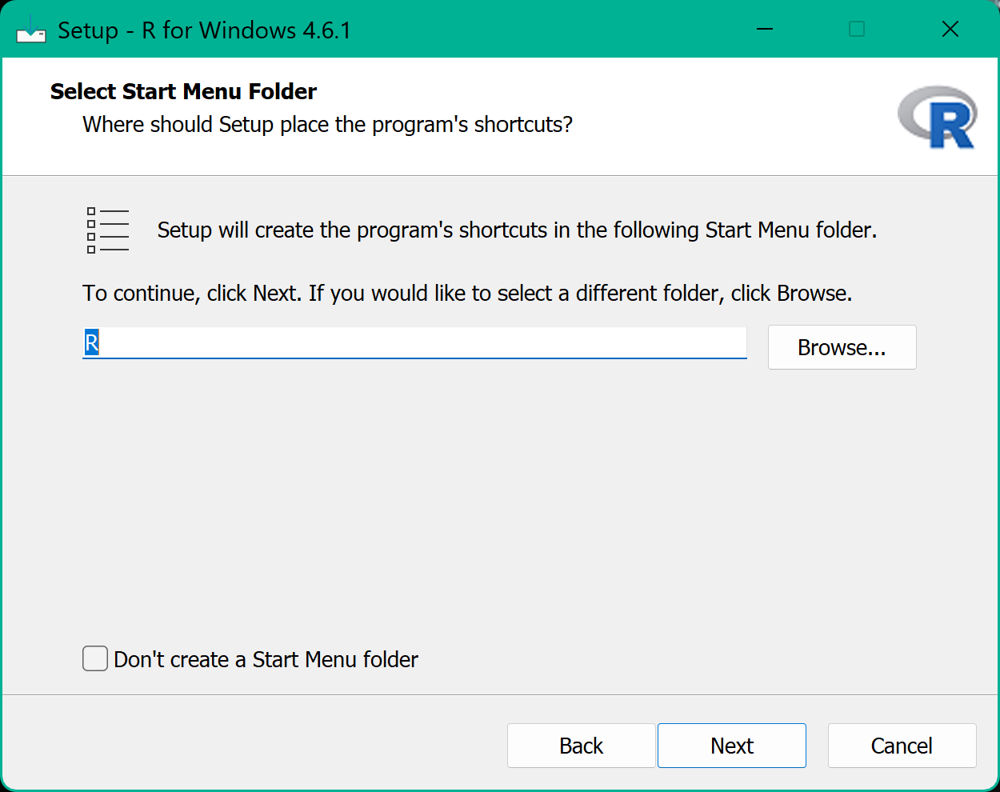 Setup - R for Windows 4.6.1
Select Start Menu Folder
Where should Setup place the program's shortcuts?
R
Setup will create the program's shortcuts in the following Start Menu folder.
To continue, click Next. If you would like to select a different folder, click Browse.
R
Browse...
Don't create a Start Menu folder
Back
Next
Cancel